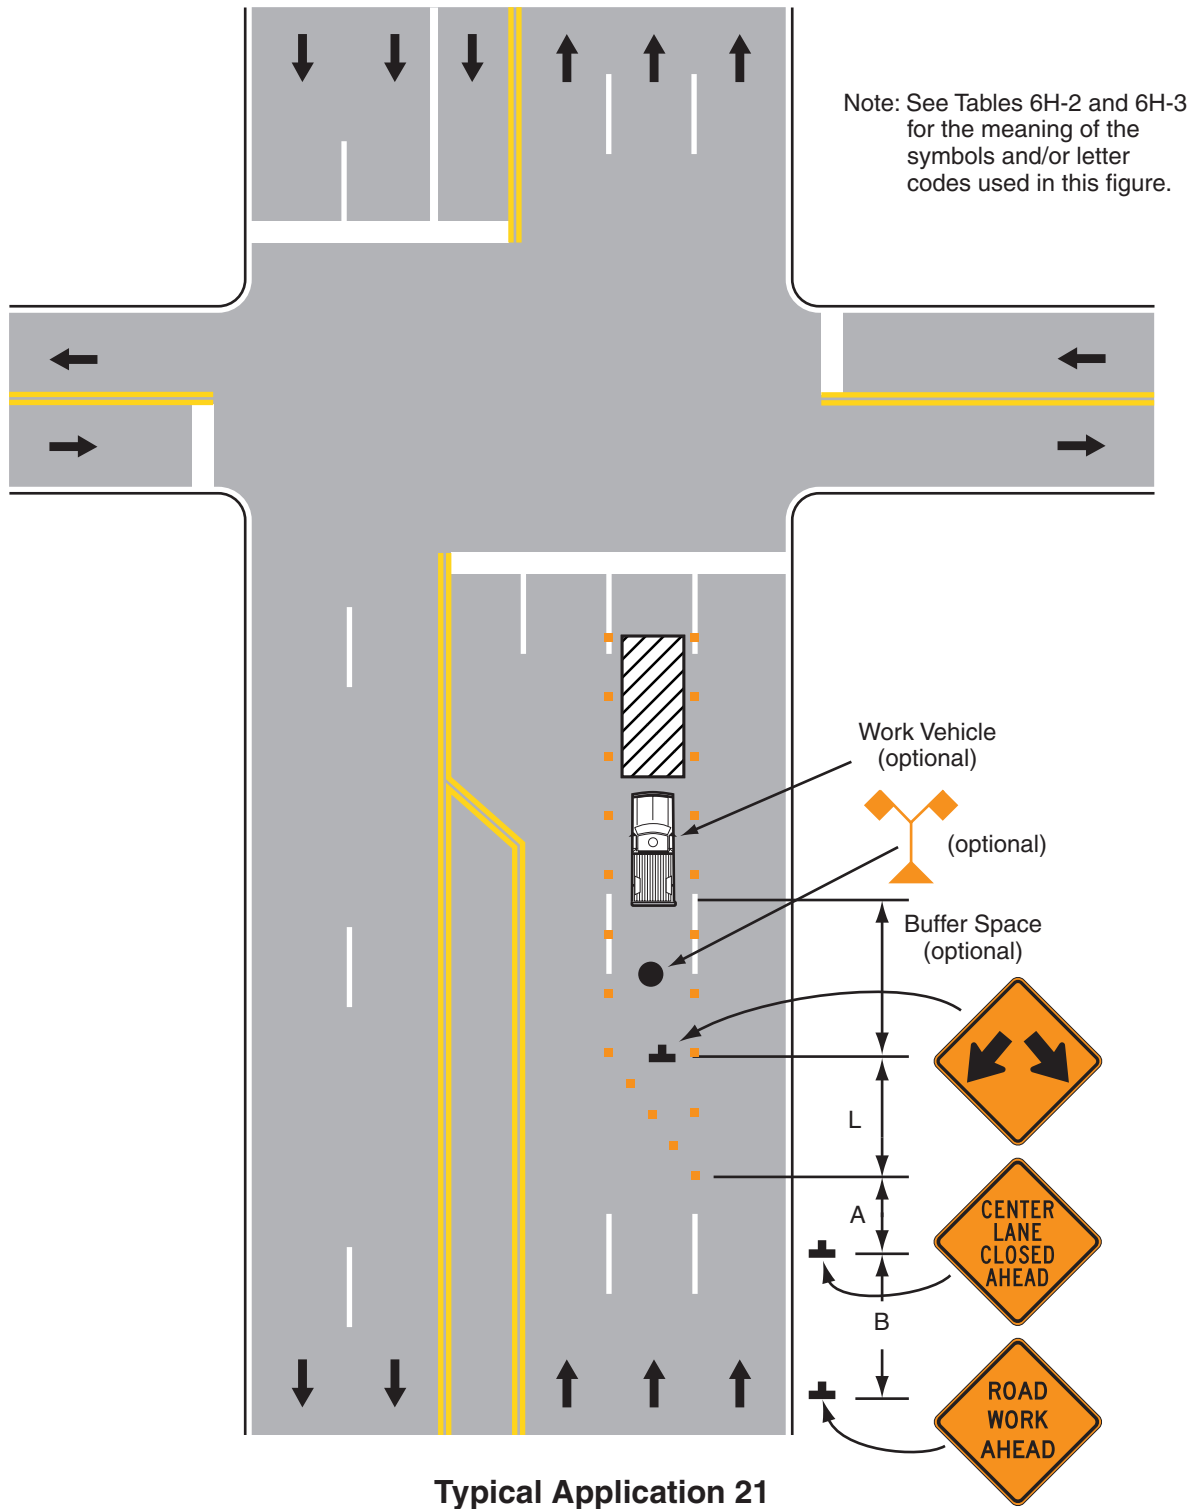 Note: See Tables 6H-2 and 6H-3
for the meaning of the
symbols and/or letter
codes used in this figure.
Work Vehicle
(optional)
(optional)
Buffer Space
(optional)
L
A
CENTER
LANE
CLOSED
AHEAD
B
ROAD
WORK
AHEAD
Typical Application 21